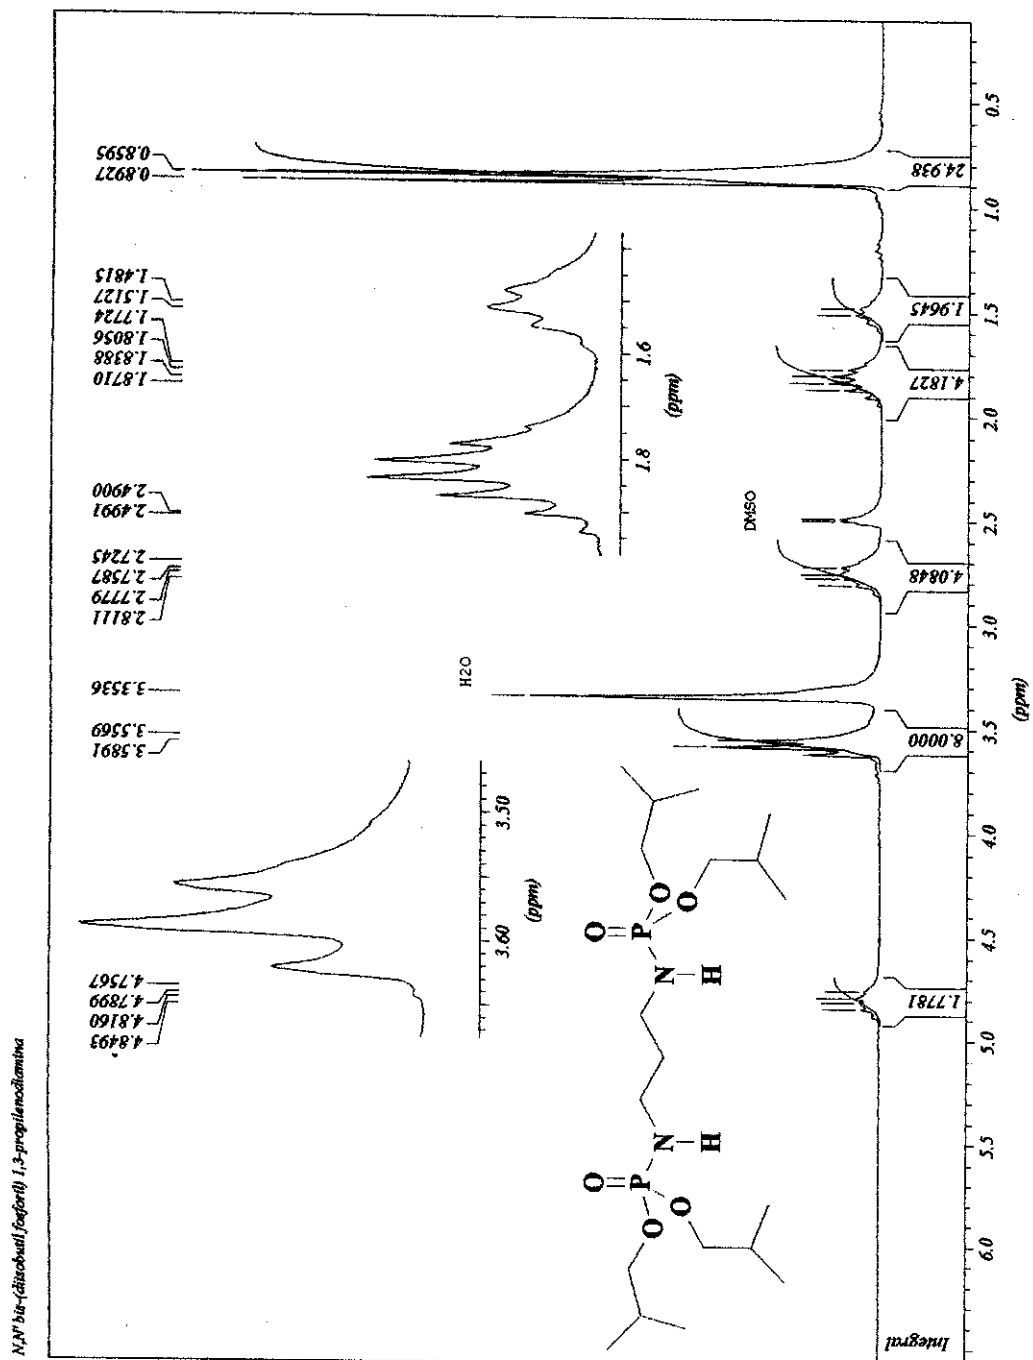 N,N' bis-(diisobutil fosforil) 1,3-propilenodiamina
4.8493
4.8160
4.7899
4.7567
3.5891
3.5569
3.3536
2.8111
2.7779
2.7587
2.7245
2.4991
2.4900
1.8710
1.8388
1.8056
1.7724
1.5127
1.4815
0.8927
0.8595
3.60
3.50
(ppm)
1.8
1.6
(ppm)
H2O
DMSO
O
P
O
O
N
H
N
H
O
P
O
O
Integral
1.7781
8.0000
4.0848
4.1827
1.9645
24.938
6.0
5.5
5.0
4.5
4.0
3.5
3.0
2.5
2.0
1.5
1.0
0.5
(ppm)